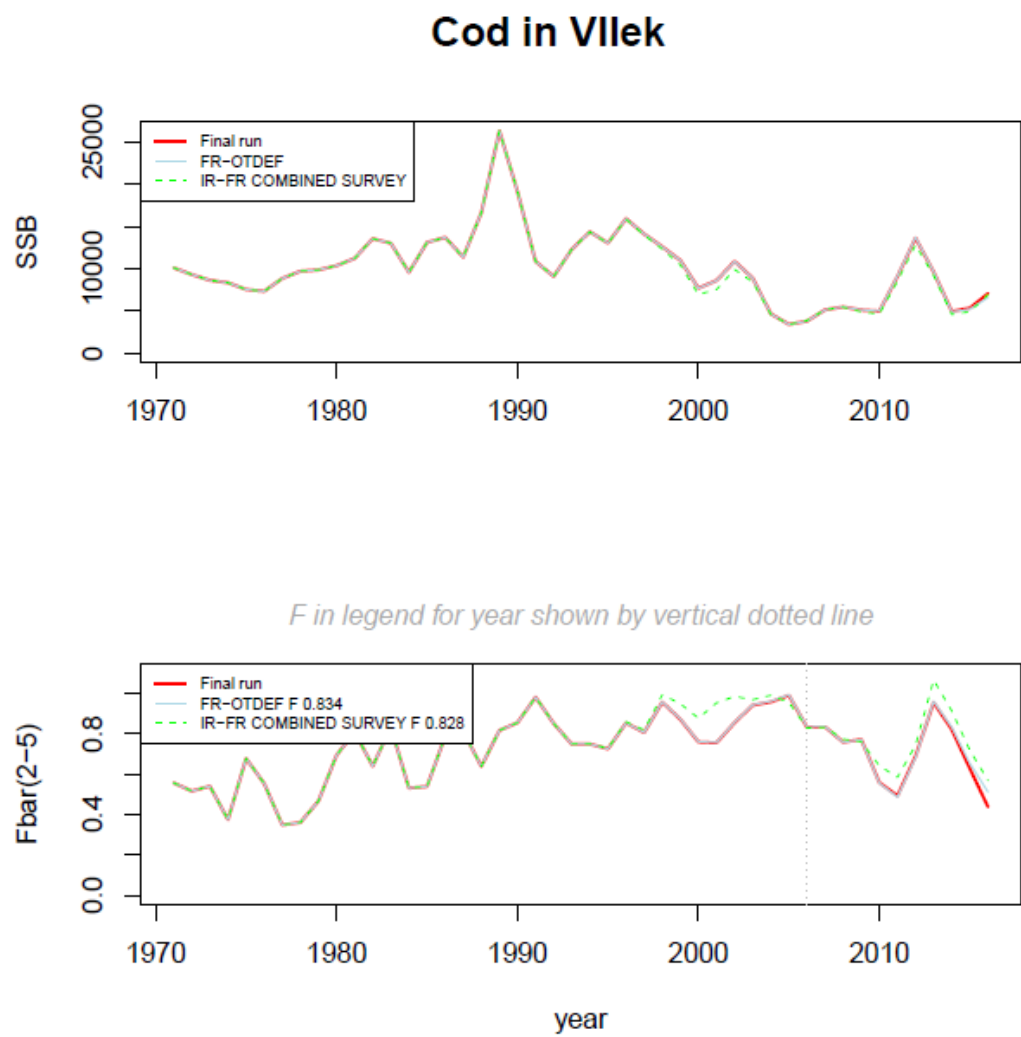 Cod in VIIek
Final run
FR−OTDEF
IR−FR COMBINED SURVEY
SSB
25000
10000
0
1970 1980 1990 2000 2010
F in legend for year shown by vertical dotted line
Final run
FR−OTDEF F 0.834
IR−FR COMBINED SURVEY F 0.828
Fbar(2−5)
0.8
0.4
0.0
1970 1980 1990 2000 2010
year